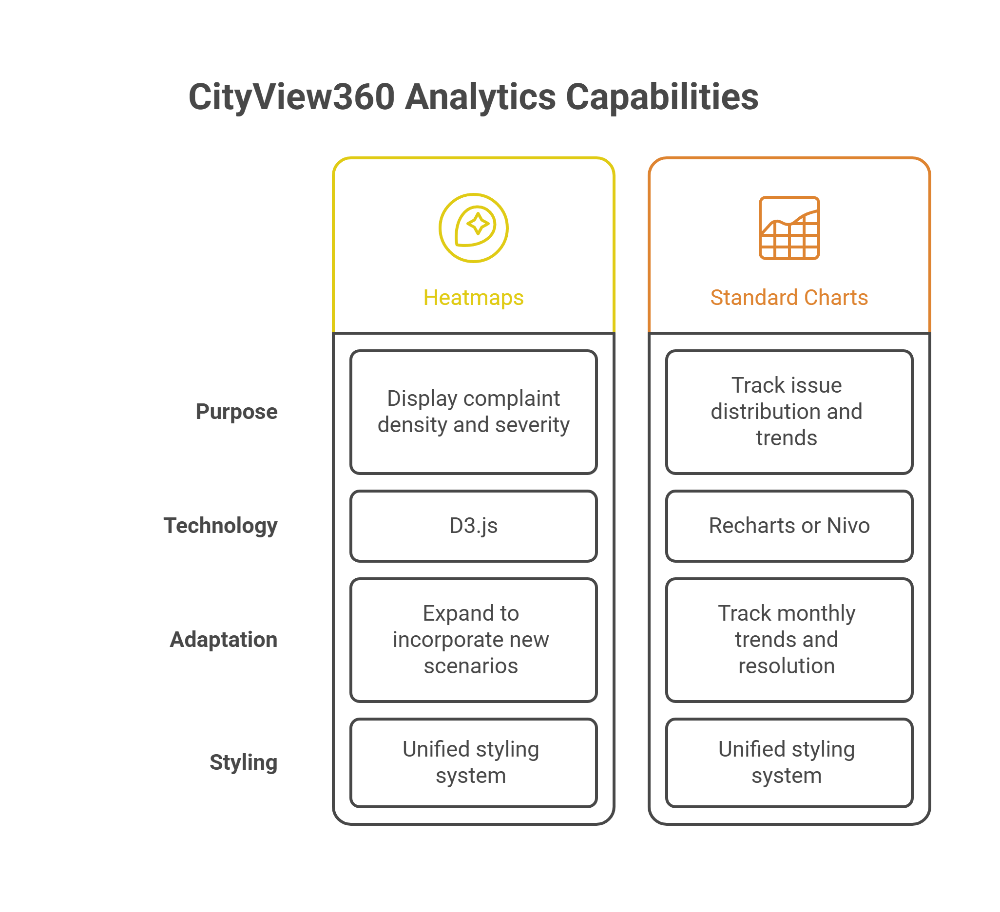 CityView360 Analytics Capabilities
Heatmaps
Standard Charts
Purpose
Display complaint
density and severity
Track issue
distribution and
trends
Technology
D3.js
Recharts or Nivo
Adaptation
Expand to
incorporate new
scenarios
Track monthly
trends and
resolution
Styling
Unified styling
system
Unified styling
system